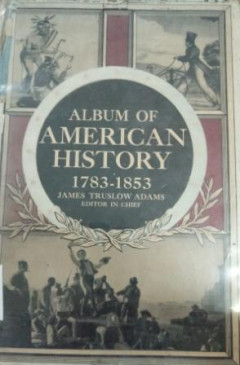 ALBUM OF
AMERICAN
HISTORY
1783-1853
JAMES TRUSLOW ADAMS
EDITOR IN CHIEF